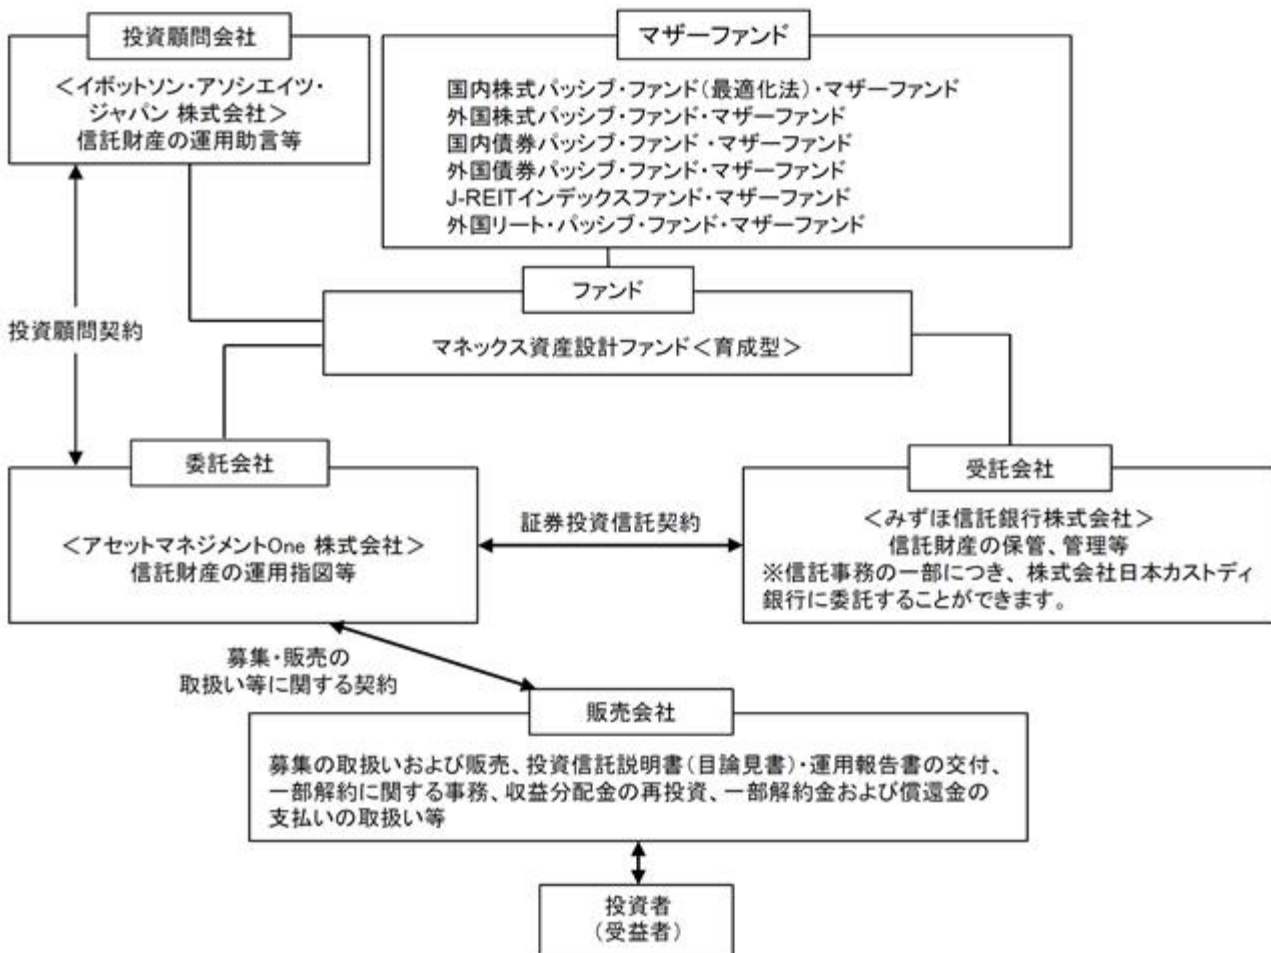 投資顧問会社
＜イボットソン・アソシエイツ・
ジャパン 株式会社＞
信託財産の運用助言等
マザーファンド
国内株式パッシブ・ファンド(最適化法)・マザーファンド
外国株式パッシブ・ファンド・マザーファンド
国内債券パッシブ・ファンド ・マザーファンド
外国債券パッシブ・ファンド・マザーファンド
J-REITインデックスファンド・マザーファンド
外国リート・パッシブ・ファンド・マザーファンド
投資顧問契約
ファンド
マネックス資産設計ファンド＜育成型＞
委託会社
＜アセットマネジメントOne 株式会社＞
信託財産の運用指図等
証券投資信託契約
受託会社
＜みずほ信託銀行株式会社＞
信託財産の保管、管理等
※信託事務の一部につき、株式会社日本カストディ
銀行に委託することができます。
募集・販売の
取扱い等に関する契約
販売会社
募集の取扱いおよび販売、投資信託説明書(目論見書)・運用報告書の交付、
一部解約に関する事務、収益分配金の再投資、一部解約金および償還金の
支払いの取扱い等
投資者
（受益者）